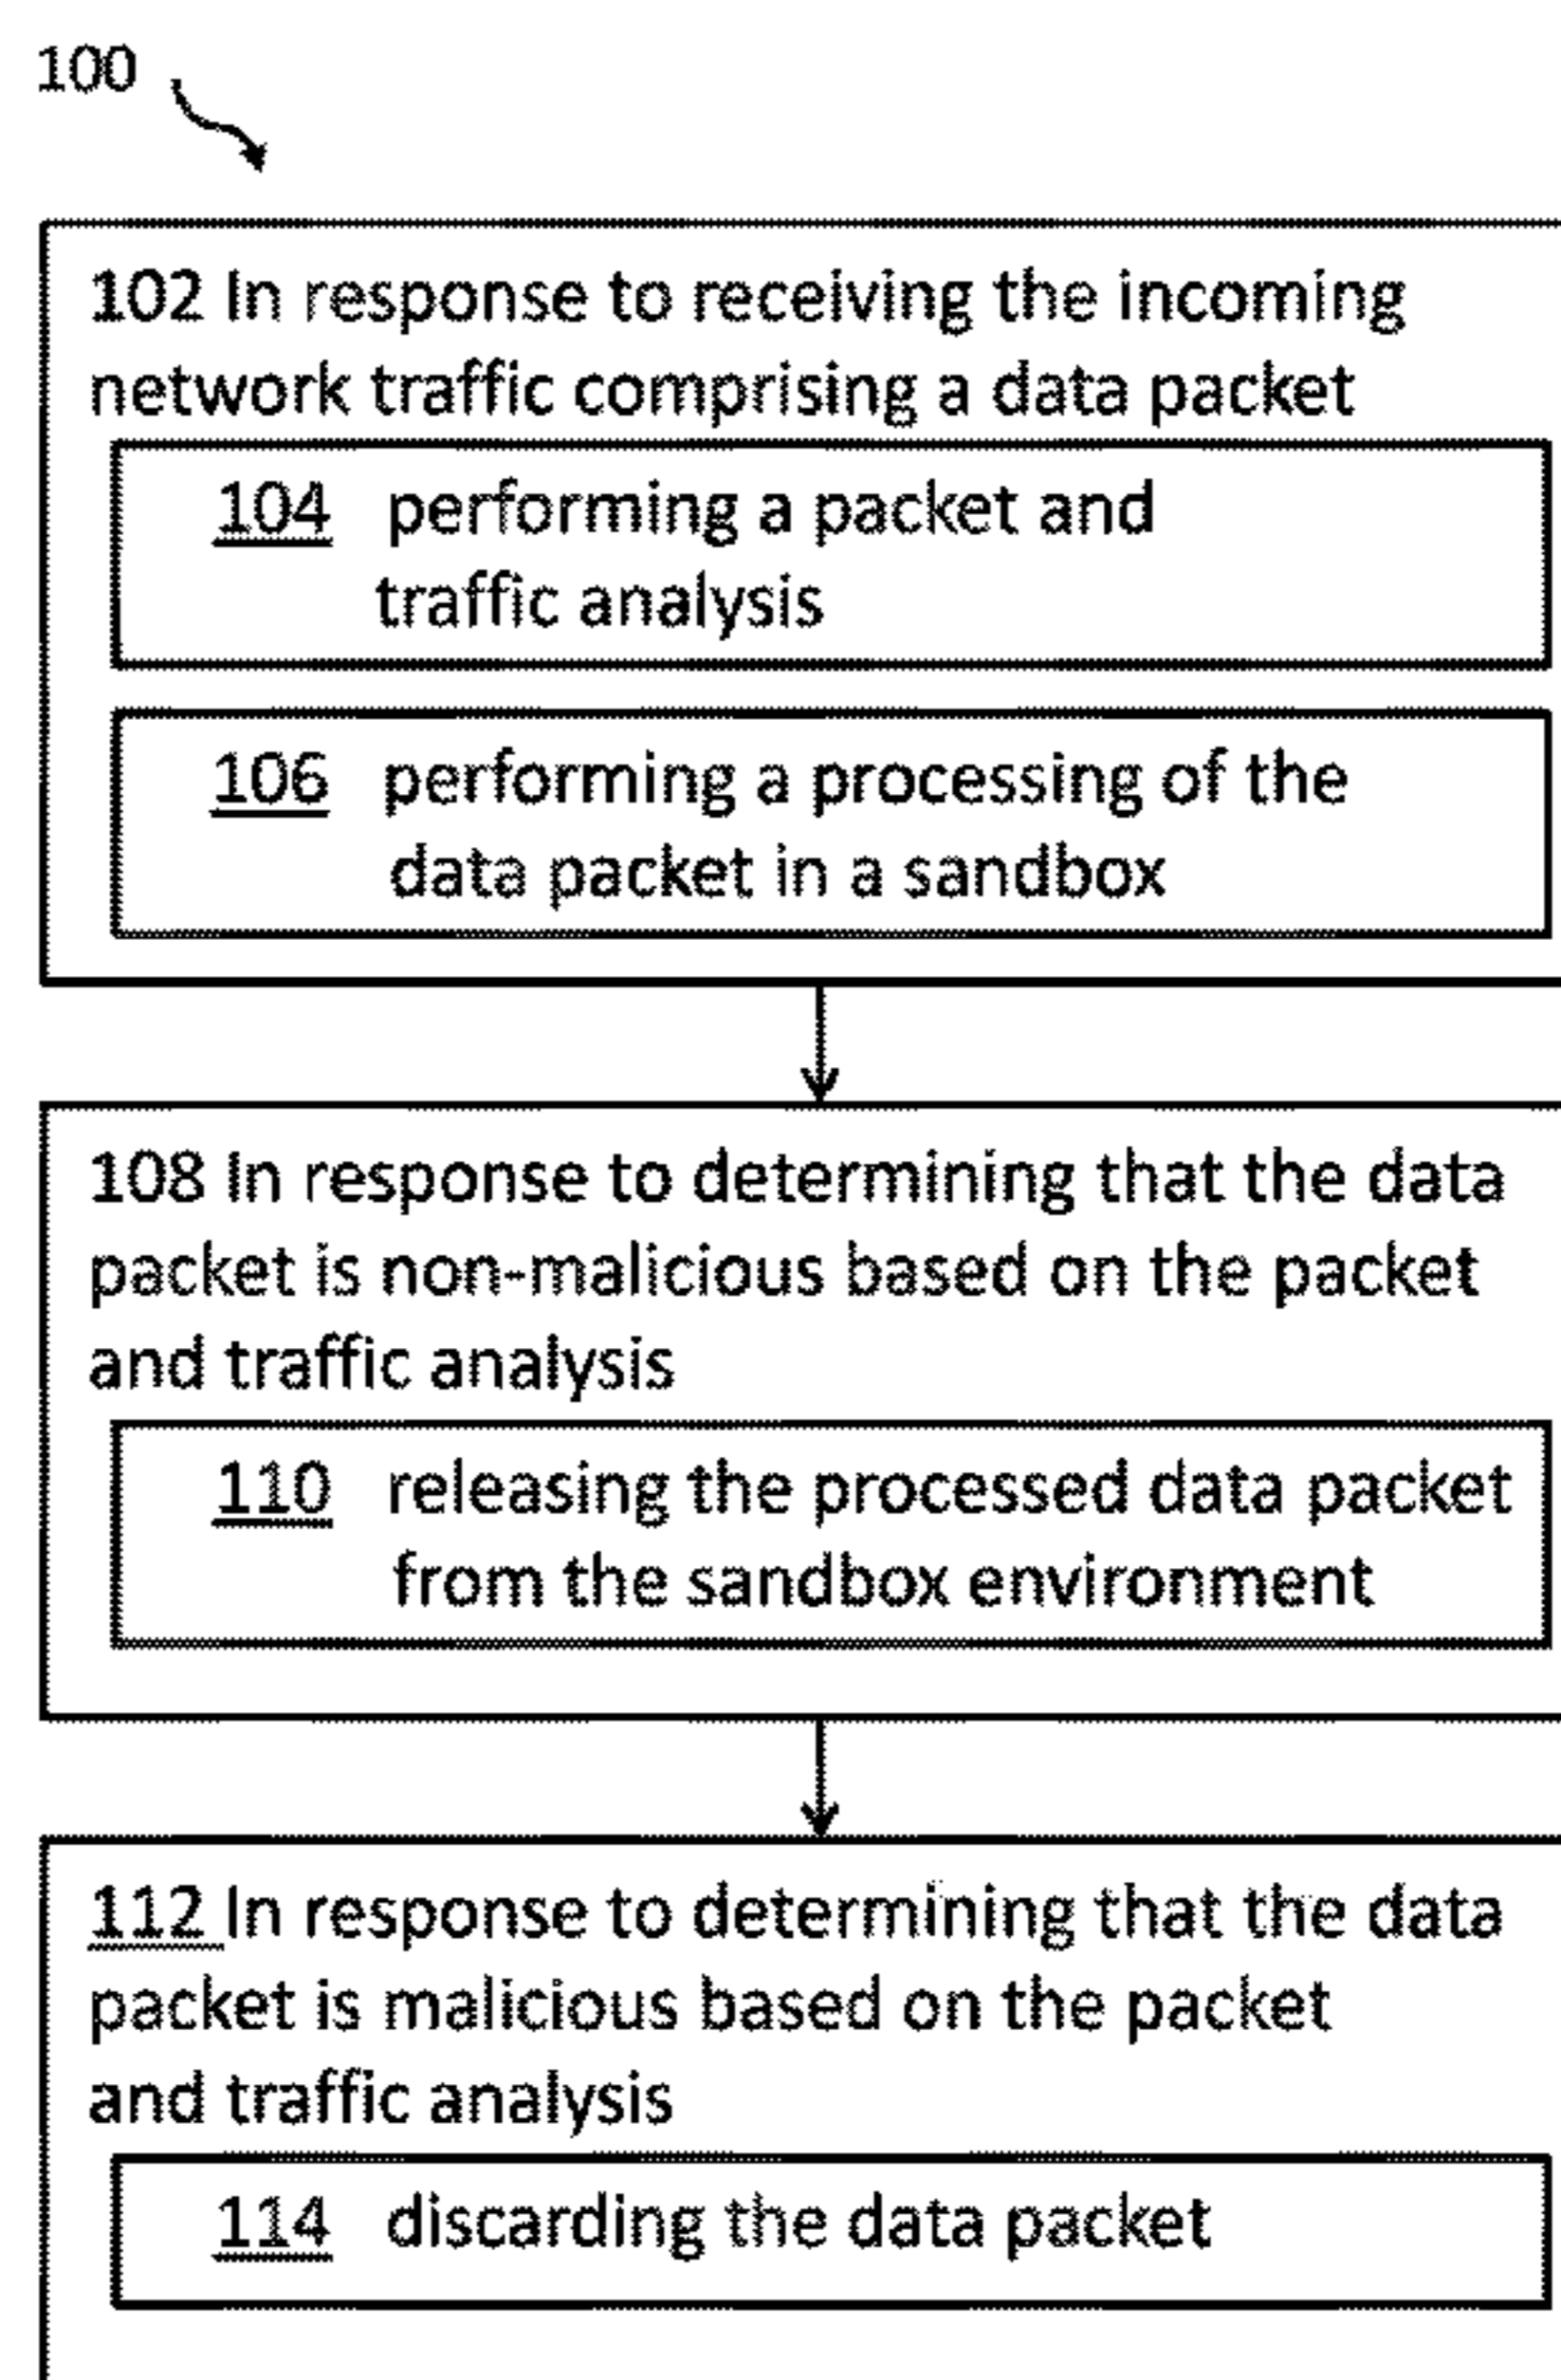 100
102 In response to receiving the incoming
network traffic comprising a data packet
104 performing a packet and
traffic analysis
106 performing a processing of the
data packet in a sandbox
108 In response to determining that the data
packet is non-malicious based on the packet
and traffic analysis
110 releasing the processed data packet
from the sandbox environment
112 In response to determining that the data
packet is malicious based on the packet
and traffic analysis
114 discarding the data packet